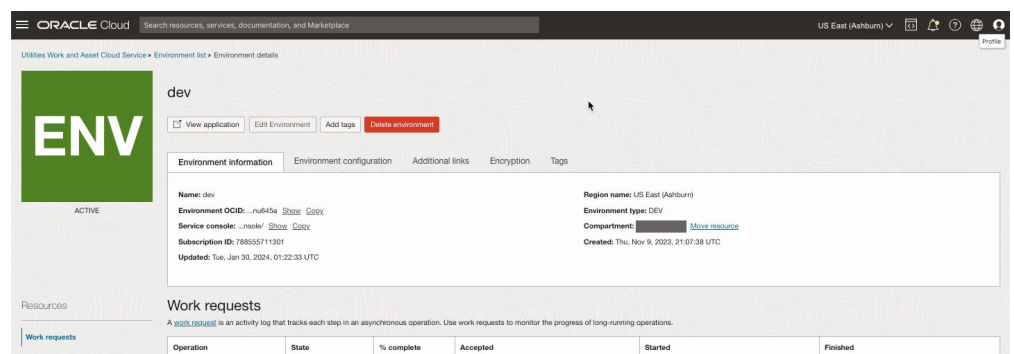 ORACLE Cloud Search resources, services, documentation, and Marketplace US East (Ashburn)
Profile
Utilities Work and Asset Cloud Service » Environment list » Environment details
ENV
ACTIVE
dev
View application Edit Environment Add tags Delete environment
Environment information Environment configuration Additional links Encryption Tags
Name: dev
Environment OCID: ...nu645a Show Copy
Service console: ...nsole/ Show Copy
Subscription ID: 788555711301
Updated: Tue, Jan 30, 2024, 01:22:33 UTC
Region name: US East (Ashburn)
Environment type: DEV
Compartment: Move resource
Created: Thu, Nov 9, 2023, 21:07:38 UTC
Resources
Work requests
Work requests
A work request is an activity log that tracks each step in an asynchronous operation. Use work requests to monitor the progress of long-running operations.
Operation State % complete Accepted Started Finished